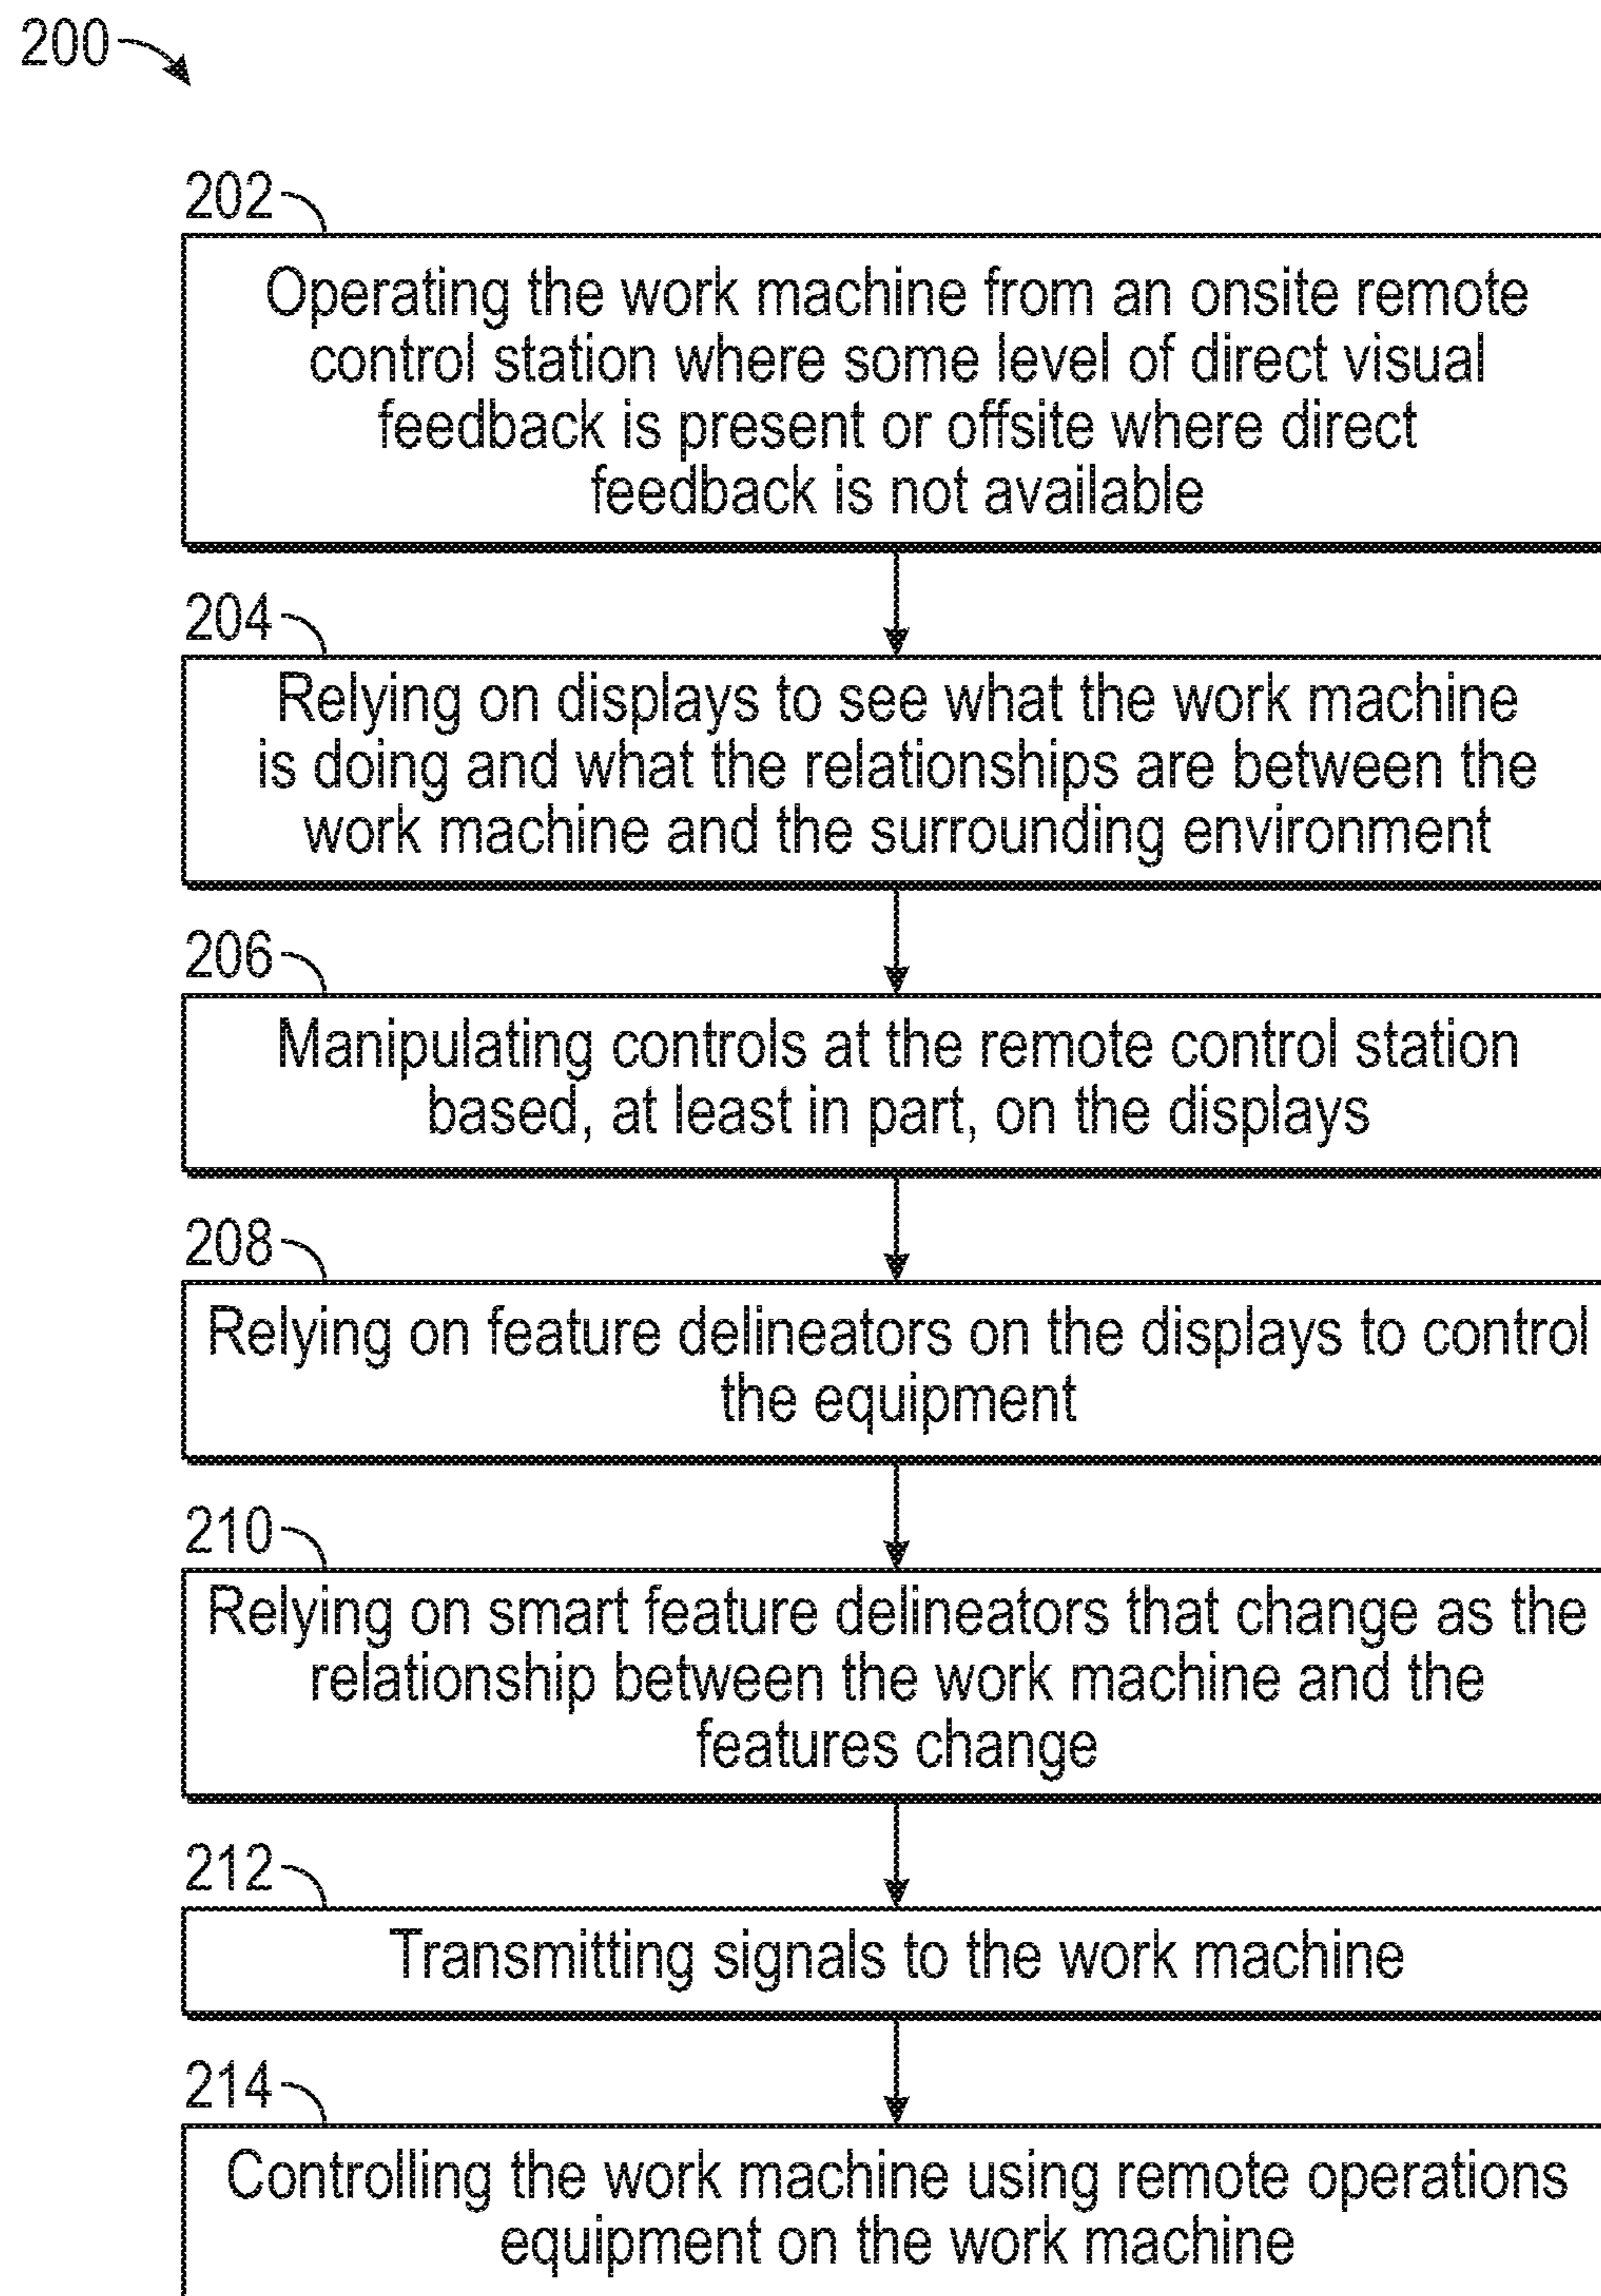 200
202
Operating the work machine from an onsite remote
control station where some level of direct visual
feedback is present or offsite where direct
feedback is not available
204
Relying on displays to see what the work machine
is doing and what the relationships are between the
work machine and the surrounding environment
206
Manipulating controls at the remote control station
based, at least in part, on the displays
208
Relying on feature delineators on the displays to control
the equipment
210
Relying on smart feature delineators that change as the
relationship between the work machine and the
features change
212
Transmitting signals to the work machine
214
Controlling the work machine using remote operations
equipment on the work machine